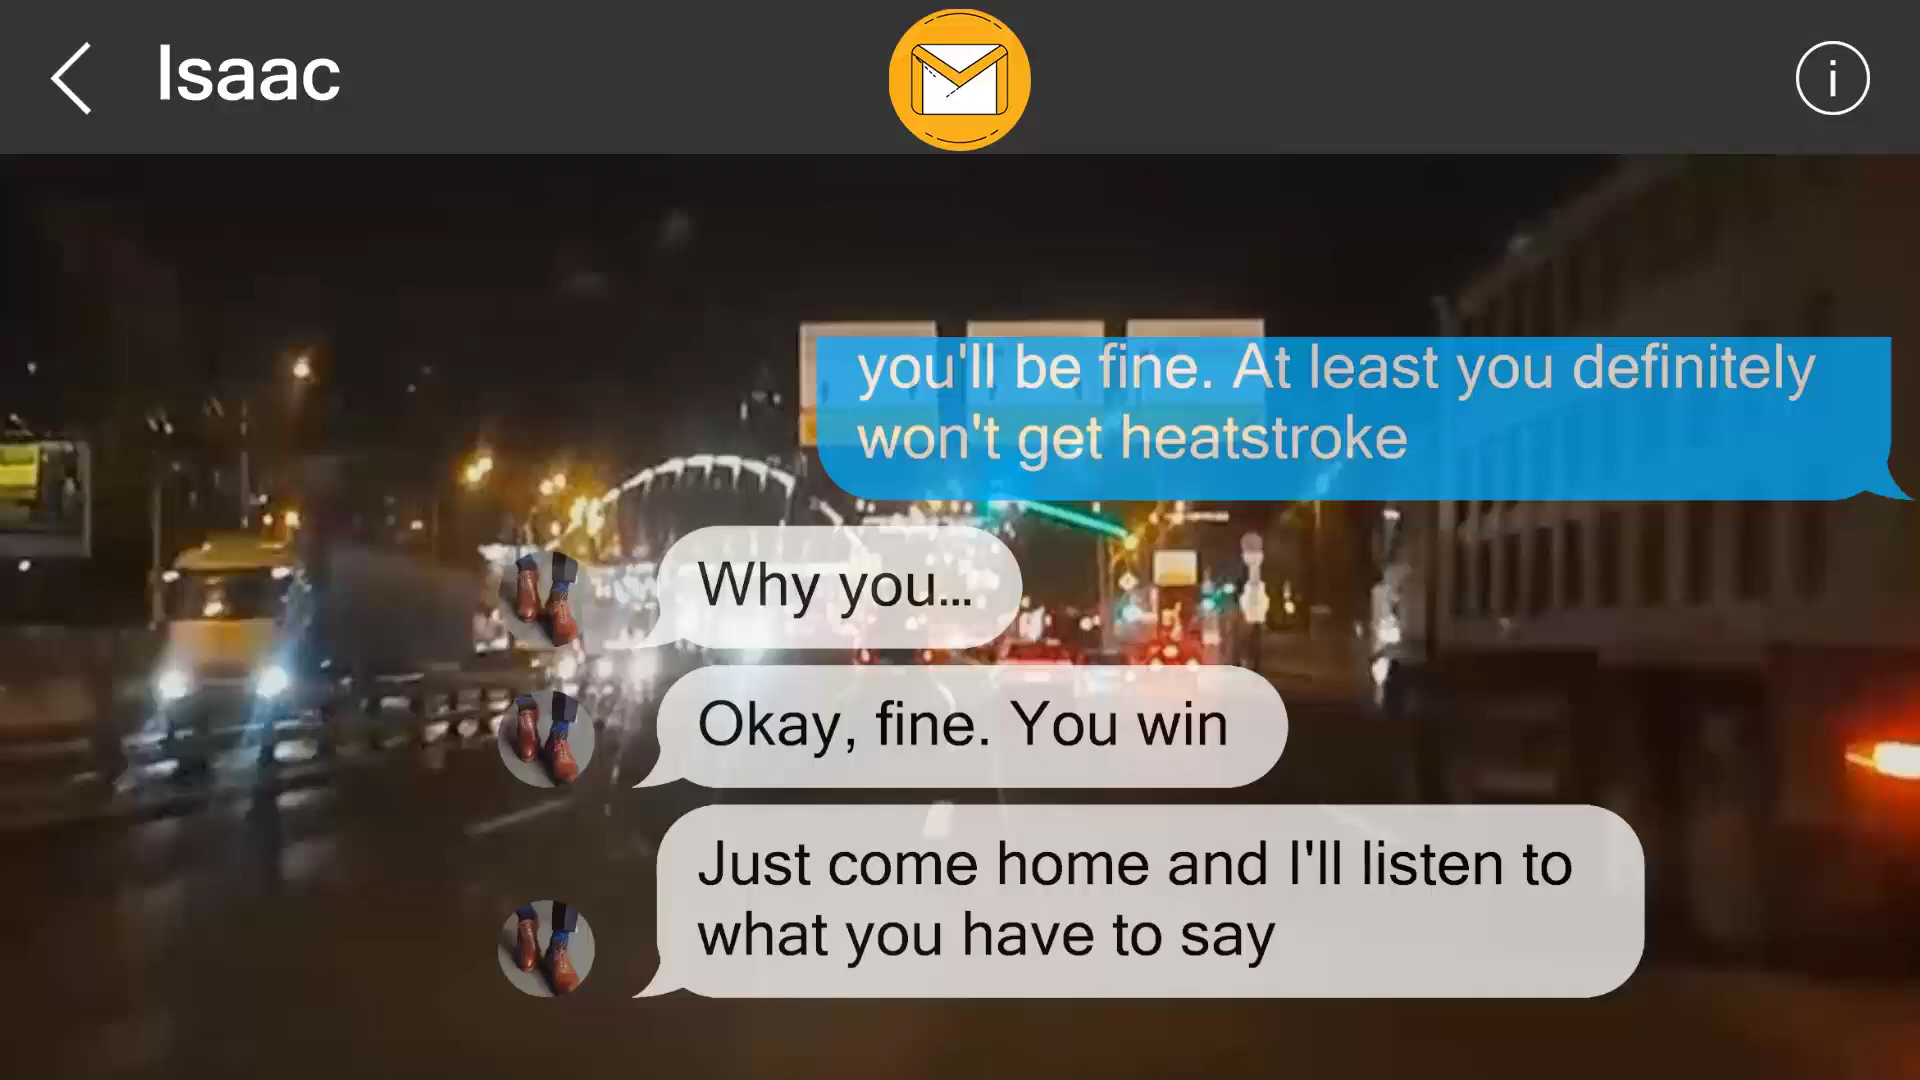 Isaac
you'll be fine. At least you definitely
won't get heatstroke
Why you...
Okay, fine. You win
Just come home and I'll listen to
what you have to say